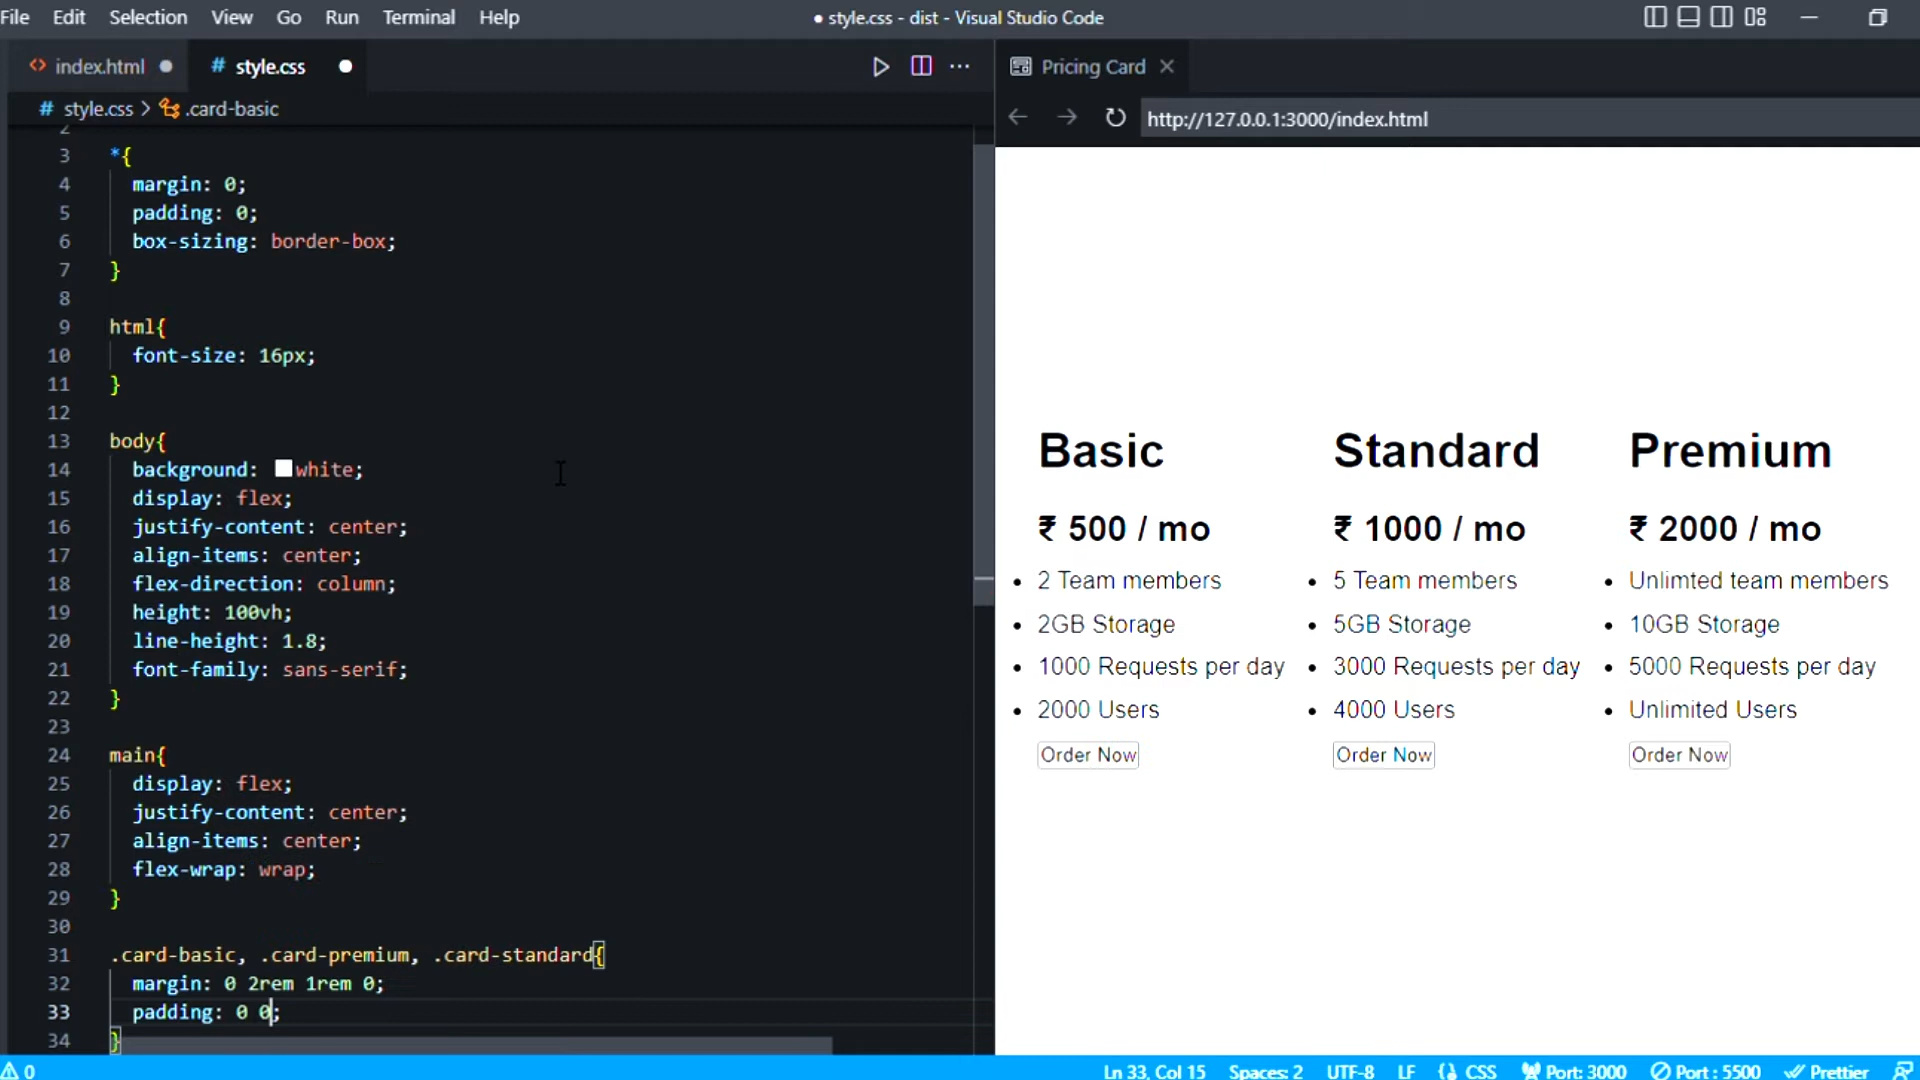 File Edit Selection View Go Run Terminal Help
● style.css - dist - Visual Studio Code
index.html
# style.css
Pricing Card
# style.css > .card-basic
http://127.0.0.1:3000/index.html
2
3 *{
4 margin: 0;
5 padding: 0;
6 box-sizing: border-box;
7 }
8
9 html{
10 font-size: 16px;
11 }
12
13 body{
14 background: white;
15 display: flex;
16 justify-content: center;
17 align-items: center;
18 flex-direction: column;
19 height: 100vh;
20 line-height: 1.8;
21 font-family: sans-serif;
22 }
23
24 main{
25 display: flex;
26 justify-content: center;
27 align-items: center;
28 flex-wrap: wrap;
29 }
30
31 .card-basic, .card-premium, .card-standard{
32 margin: 0 2rem 1rem 0;
33 padding: 0 0;
34 }
Basic
₹ 500 / mo
• 2 Team members
• 2GB Storage
• 1000 Requests per day
• 2000 Users
Order Now
Standard
₹ 1000 / mo
• 5 Team members
• 5GB Storage
• 3000 Requests per day
• 4000 Users
Order Now
Premium
₹ 2000 / mo
• Unlimted team members
• 10GB Storage
• 5000 Requests per day
• Unlimited Users
Order Now
0
Ln 33, Col 15 Spaces: 2 UTF-8 LF CSS Port: 3000 Port : 5500 Prettier